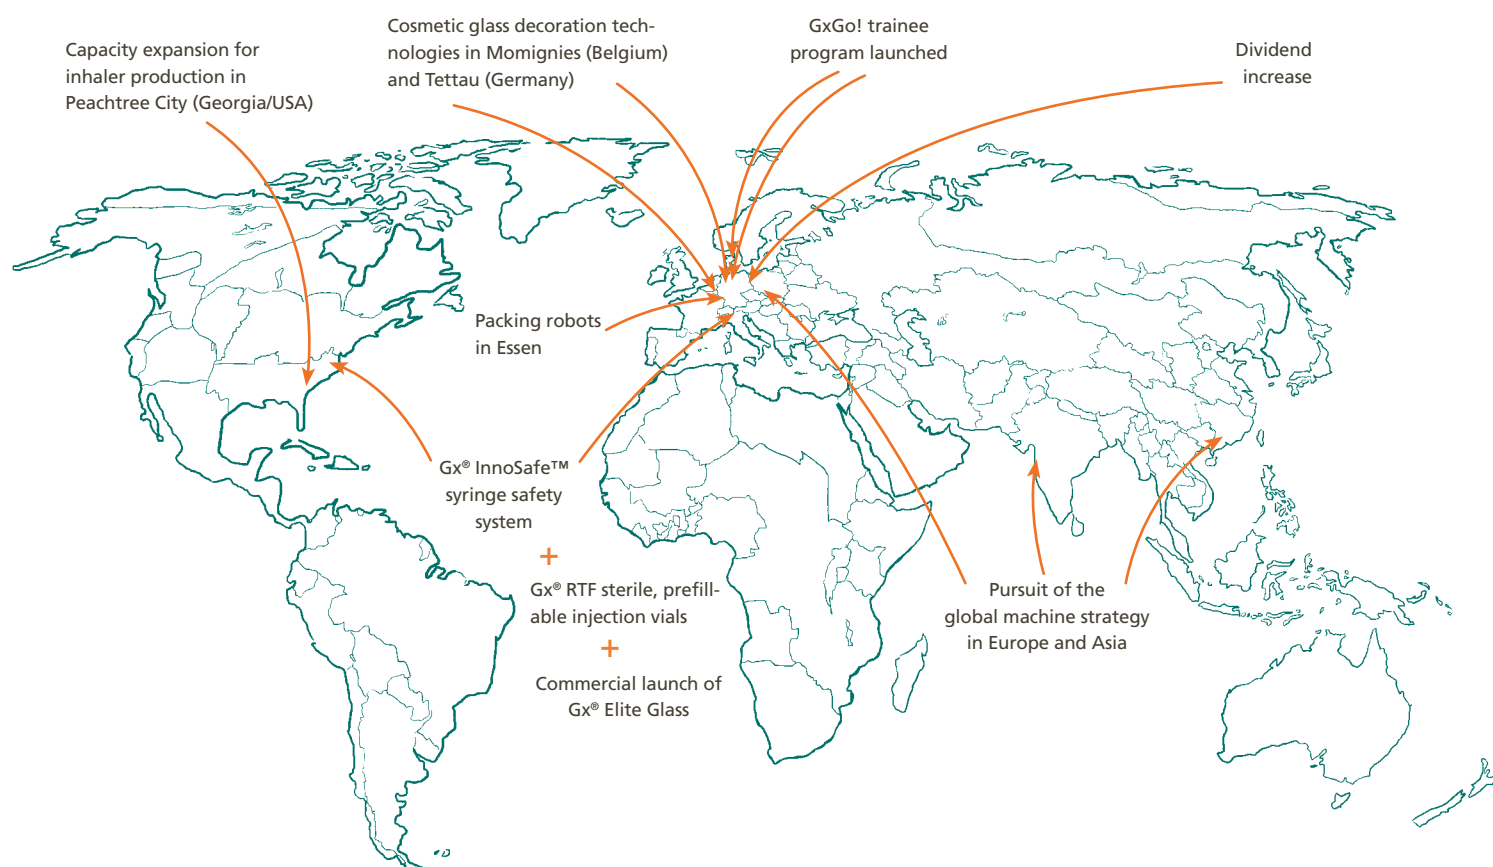 Capacity expansion for
inhaler production in
Peachtree City (Georgia/USA)
Cosmetic glass decoration tech-
nologies in Momignies (Belgium)
and Tettau (Germany)
GxGo! trainee
program launched
Dividend
increase
Packing robots
in Essen
Gx® InnoSafe™
syringe safety
system
+
Gx® RTF sterile, prefill-
able injection vials
+
Commercial launch of
Gx® Elite Glass
Pursuit of the
global machine strategy
in Europe and Asia